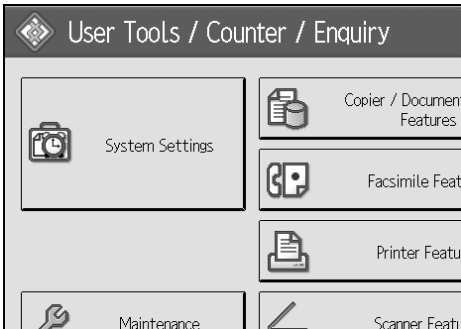 User Tools / Counter / Enquiry
System Settings
Copier / Documen
Features
Facsimile Feat
Printer Featu
Maintenance
Scanner Featu